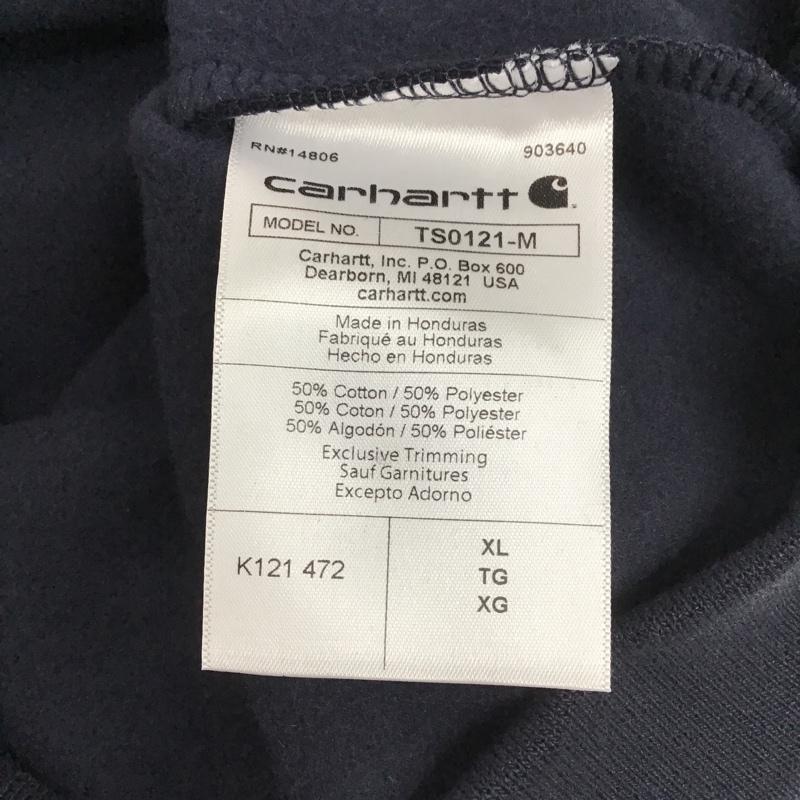 RN#14806 903640
carhartt
MODEL NO. TS0121-M
Carhartt, Inc. P.O. Box 600
Dearborn, MI 48121 USA
carhartt.com
Made in Honduras
Fabriqué au Honduras
Hecho en Honduras
50% Cotton / 50% Polyester
50% Coton / 50% Polyester
50% Algodón / 50% Poliéster
Exclusive Trimming
Sauf Garnitures
Excepto Adorno
K121 472
XL
TG
XG